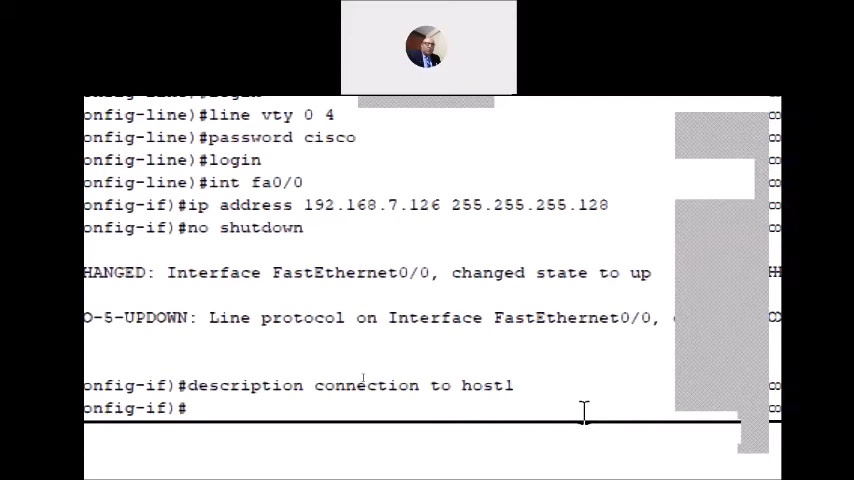 onfig-line)#login
onfig-line)#line vty 0 4
onfig-line)#password cisco
onfig-line)#login
onfig-line)#int fa0/0
onfig-if)#ip address 192.168.7.126 255.255.255.128
onfig-if)#no shutdown
HANGED: Interface FastEthernet0/0, changed state to up
O-5-UPDOWN: Line protocol on Interface FastEthernet0/0,
onfig-if)#description connection to host1
onfig-if)#